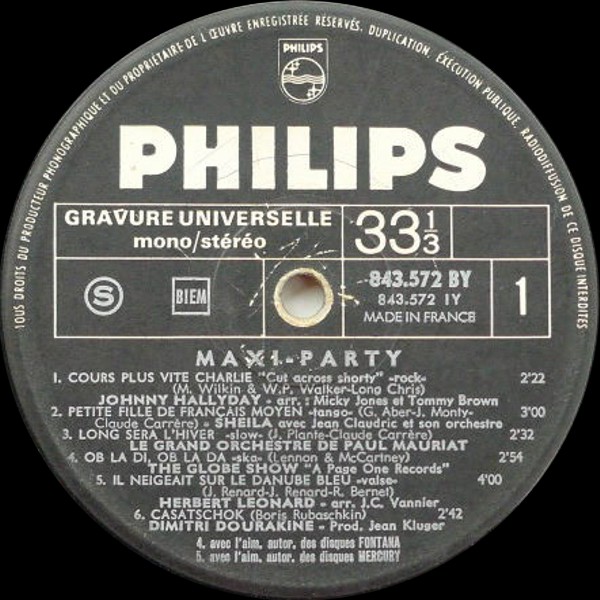 TOUS DROITS DU PRODUCTEUR PHONOGRAPHIQUE ET DU PROPRIÉTAIRE DE L'ŒUVRE ENREGISTRÉE RÉSERVÉS. DUPLICATION, EXÉCUTION PUBLIQUE, RADIODIFFUSION DE CE DISQUE INTERDITES
PHILIPS
PHILIPS
GRAVURE UNIVERSELLE
mono/stéréo
33 1/3
S
BIEM
843.572 BY
843.572 IY
MADE IN FRANCE
1
MAXI-PARTY
1. COURS PLUS VITE CHARLIE "Cut across shorty" -rock- 2'22
(M. Wilkin & W.P. Walker-Long Chris)
JOHNNY HALLYDAY - arr. : Micky Jones et Tommy Brown
2. PETITE FILLE DE FRANÇAIS MOYEN -tango- (G. Aber-J. Monty- 3'00
Claude Carrère) - SHEILA avec Jean Claudric et son orchestre
3. LONG SERA L'HIVER -slow- (J. Plante-Claude Carrère) 2'32
LE GRAND ORCHESTRE DE PAUL MAURIAT
4. OB LA DI, OB LA DA -ska- (Lennon & McCartney) 2'54
THE GLOBE SHOW "A Page One Records"
5. IL NEIGEAIT SUR LE DANUBE BLEU -valse- 4'00
(J. Renard-J. Renard-R. Bernet)
HERBERT LEONARD - arr. J.C. Vannier
6. CASATSCHOK (Boris Rubaschkin) 2'42
DIMITRI DOURAKINE - Prod. Jean Kluger
4. avec l'aim. autor. des disques FONTANA
5. avec l'aim. autor. des disques MERCURY